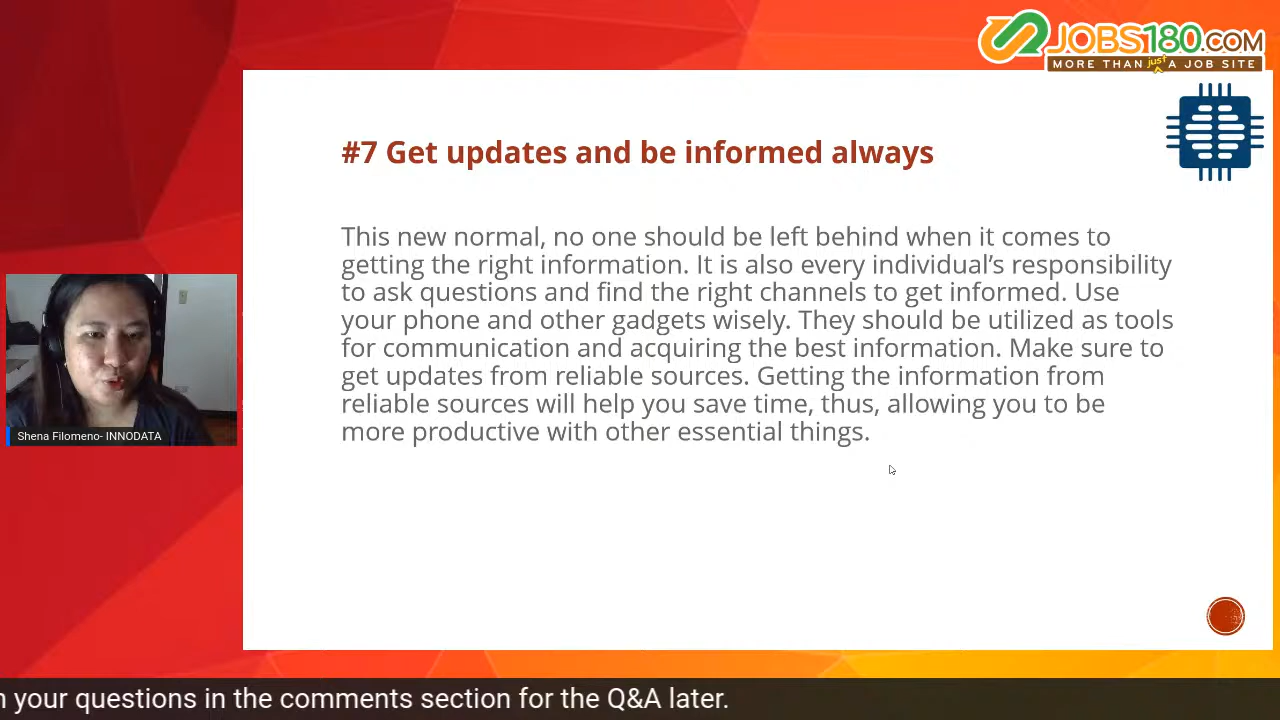 JOBS180.COM
MORE THAN just A JOB SITE
#7 Get updates and be informed always
This new normal, no one should be left behind when it comes to
getting the right information. It is also every individual's responsibility
to ask questions and find the right channels to get informed. Use
your phone and other gadgets wisely. They should be utilized as tools
for communication and acquiring the best information. Make sure to
get updates from reliable sources. Getting the information from
reliable sources will help you save time, thus, allowing you to be
more productive with other essential things.
Shena Filomeno- INNODATA
your questions in the comments section for the Q&A later.